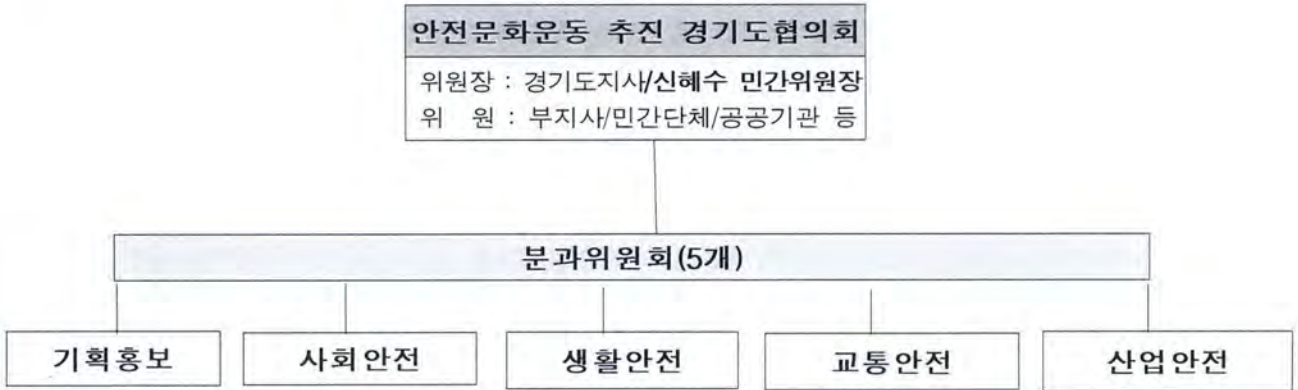 안전문화운동 추진 경기도협의회
위원장 : 경기도지사/신혜수 민간위원장
위 원 : 부지사/민간단체/공공기관 등
분과위원회(5개)
기획홍보
사회안전
생활안전
교통안전
산업안전